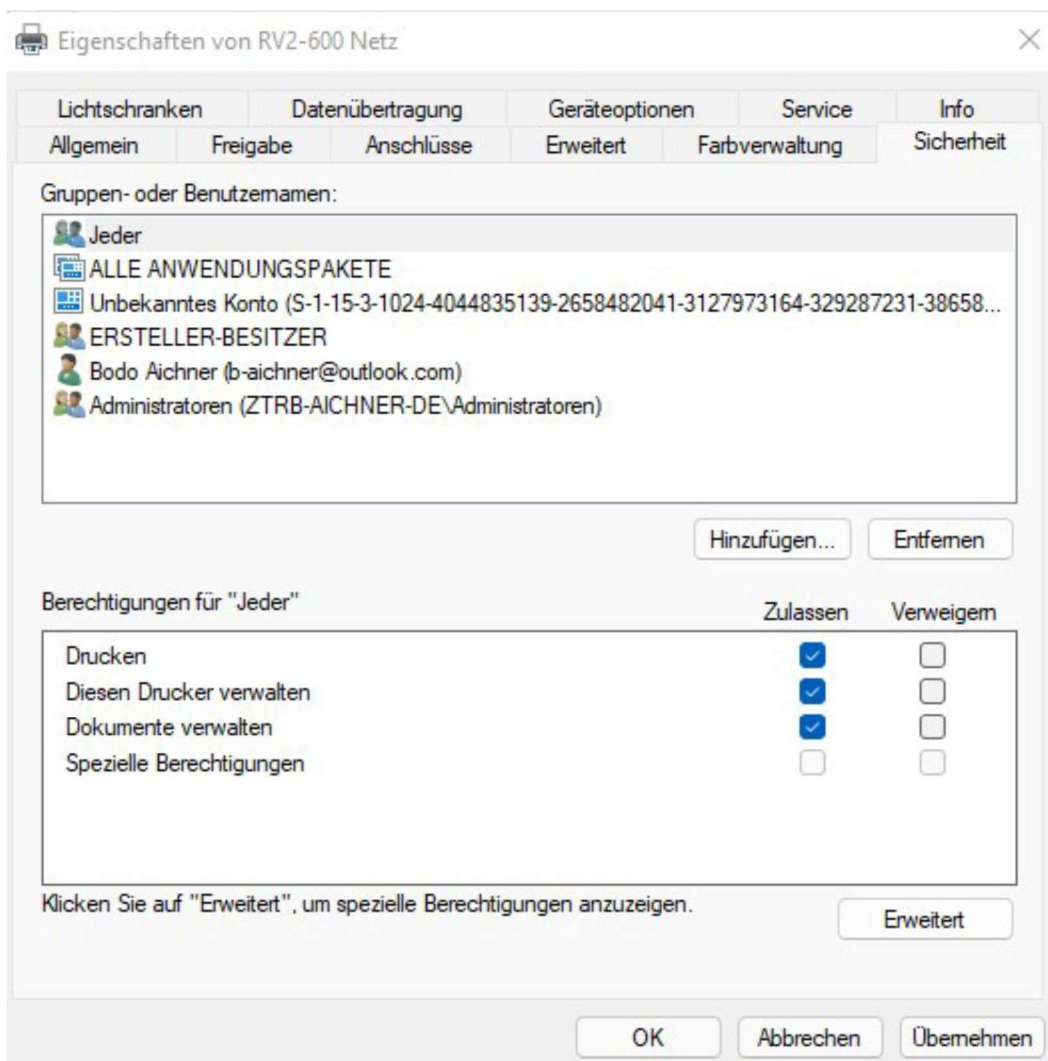 Eigenschaften von RV2-600 Netz
Lichtschranken Datenübertragung Geräteoptionen Service Info
Allgemein Freigabe Anschlüsse Erweitert Farbverwaltung Sicherheit
Gruppen- oder Benutzernamen:
Jeder
ALLE ANWENDUNGSPAKETE
Unbekanntes Konto (S-1-15-3-1024-4044835139-2658482041-3127973164-329287231-38658...
ERSTELLER-BESITZER
Bodo Aichner (b-aichner@outlook.com)
Administratoren (ZTRB-AICHNER-DE\Administratoren)
Hinzufügen... Entfernen
Berechtigungen für "Jeder" Zulassen Verweigern
Drucken
Diesen Drucker verwalten
Dokumente verwalten
Spezielle Berechtigungen
Klicken Sie auf "Erweitert", um spezielle Berechtigungen anzuzeigen.
Erweitert
OK Abbrechen Übernehmen